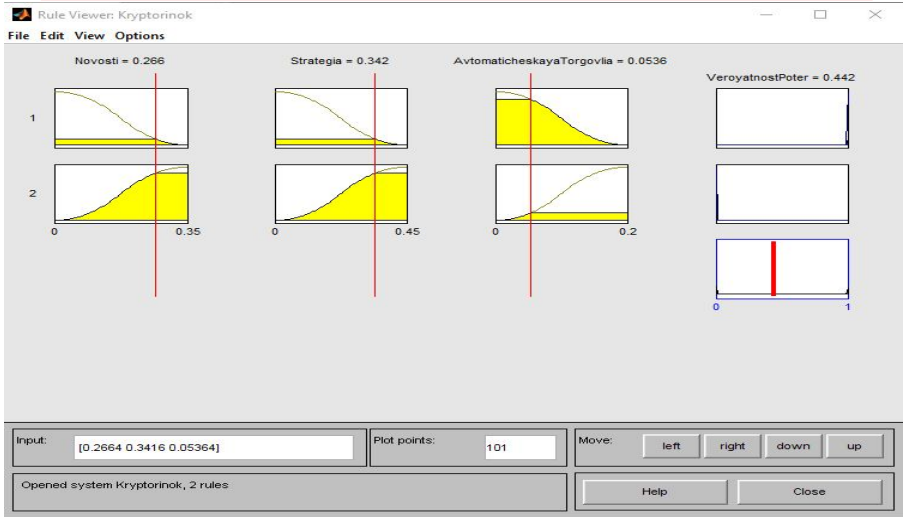 Rule Viewer: Kryptorinok
File Edit View Options
Novosti = 0.266 Strategia = 0.342 AvtomaticheskayaTorgovlia = 0.0536
VeroyatnostPoter = 0.442
1
2
0 0.35 0 0.45 0 0.2
0 1
Input: [0.2664 0.3416 0.05364] Plot points: 101 Move: left right down up
Opened system Kryptorinok, 2 rules Help Close